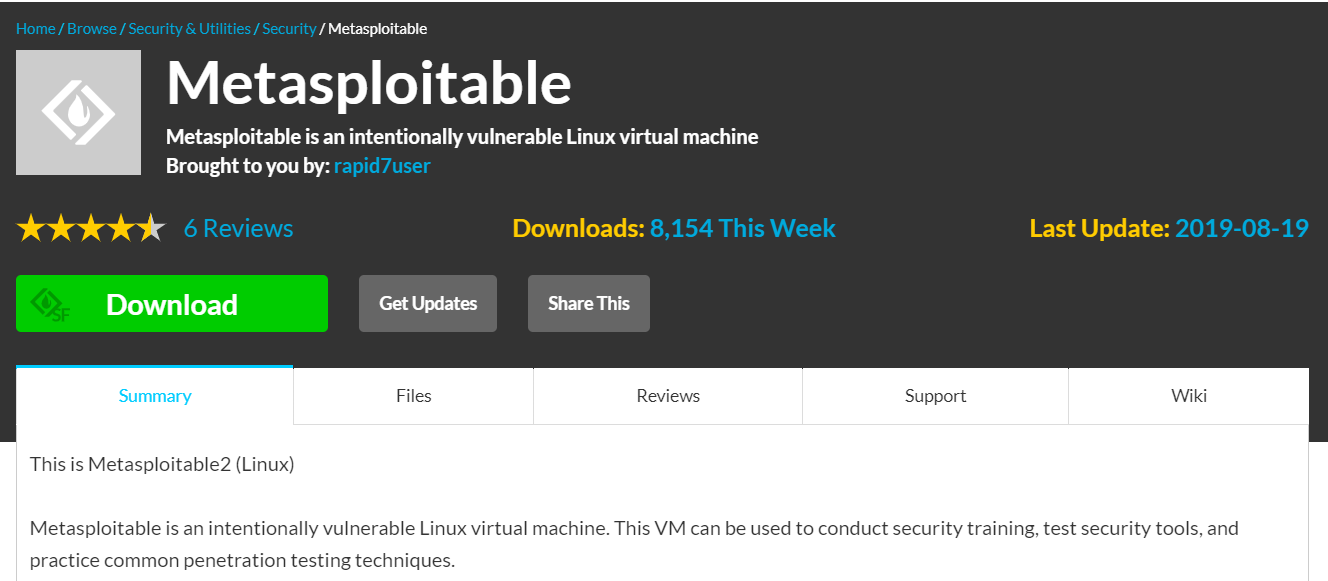 Home / Browse / Security & Utilities / Security / Metasploitable
Metasploitable
Metasploitable is an intentionally vulnerable Linux virtual machine
Brought to you by: rapid7user
6 Reviews
Downloads: 8,154 This Week
Last Update: 2019-08-19
SF
Download
Get Updates
Share This
Summary
Files
Reviews
Support
Wiki
This is Metasploitable2 (Linux)
Metasploitable is an intentionally vulnerable Linux virtual machine. This VM can be used to conduct security training, test security tools, and
practice common penetration testing techniques.